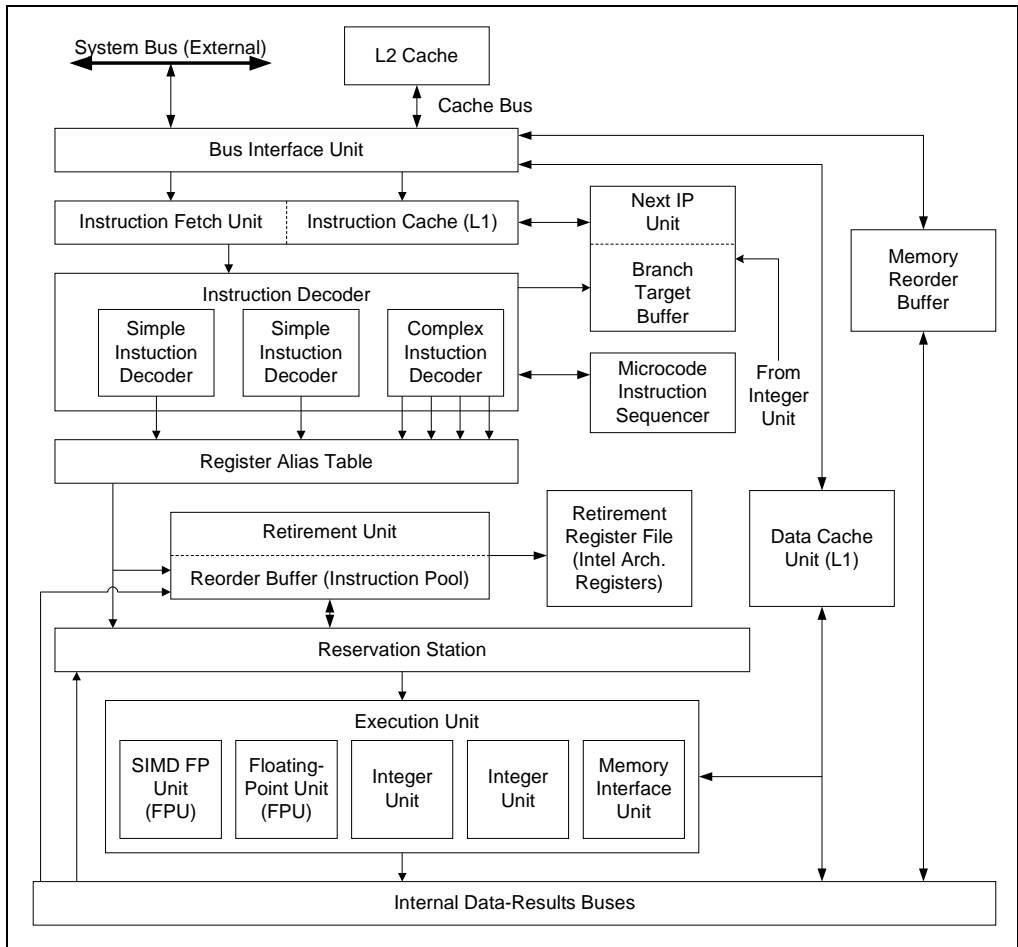 System Bus (External)
L2 Cache
Cache Bus
Bus Interface Unit
Instruction Fetch Unit
Instruction Cache (L1)
Next IP
Unit
Branch
Target
Buffer
Memory
Reorder
Buffer
Instruction Decoder
Simple
Instuction
Decoder
Simple
Instuction
Decoder
Complex
Instuction
Decoder
Microcode
Instruction
Sequencer
From
Integer
Unit
Register Alias Table
Retirement Unit
Reorder Buffer (Instruction Pool)
Retirement
Register File
(Intel Arch.
Registers)
Data Cache
Unit (L1)
Reservation Station
Execution Unit
SIMD FP
Unit
(FPU)
Floating-
Point Unit
(FPU)
Integer
Unit
Integer
Unit
Memory
Interface
Unit
Internal Data-Results Buses